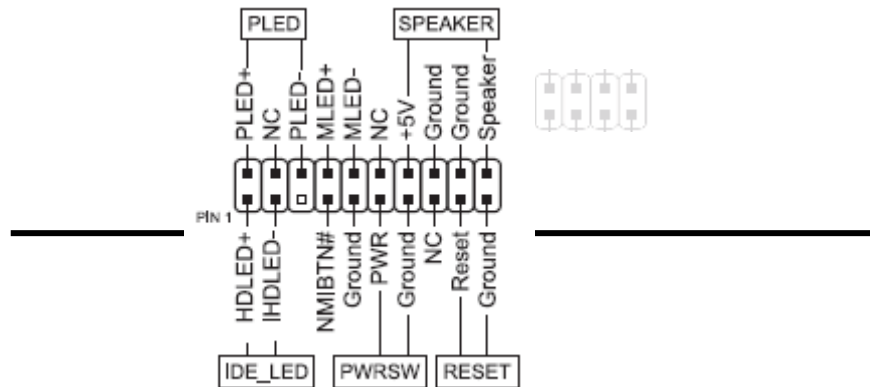 PLED SPEAKER
PLED+ NC PLED- MLED+ MLED- NC +5V Ground Ground Speaker
PIN 1
HDLED+ IHDLED- NMIBTN# Ground PWR Ground NC Reset Ground
IDE_LED PWRSW RESET